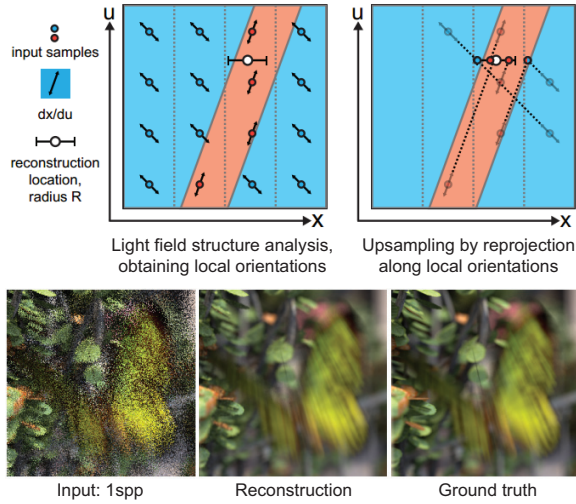 input samples
dx/du
reconstruction
location,
radius R
u
x
Light field structure analysis,
obtaining local orientations
u
x
Upsampling by reprojection
along local orientations
Input: 1spp
Reconstruction
Ground truth